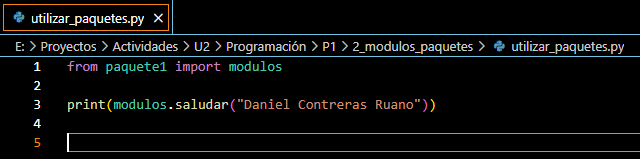 utilizar_paquetes.py ×
E: > Proyectos > Actividades > U2 > Programación > P1 > 2_modulos_paquetes > utilizar_paquetes.py
1 from paquete1 import modulos
2
3 print(modulos.saludar("Daniel Contreras Ruano"))
4
5